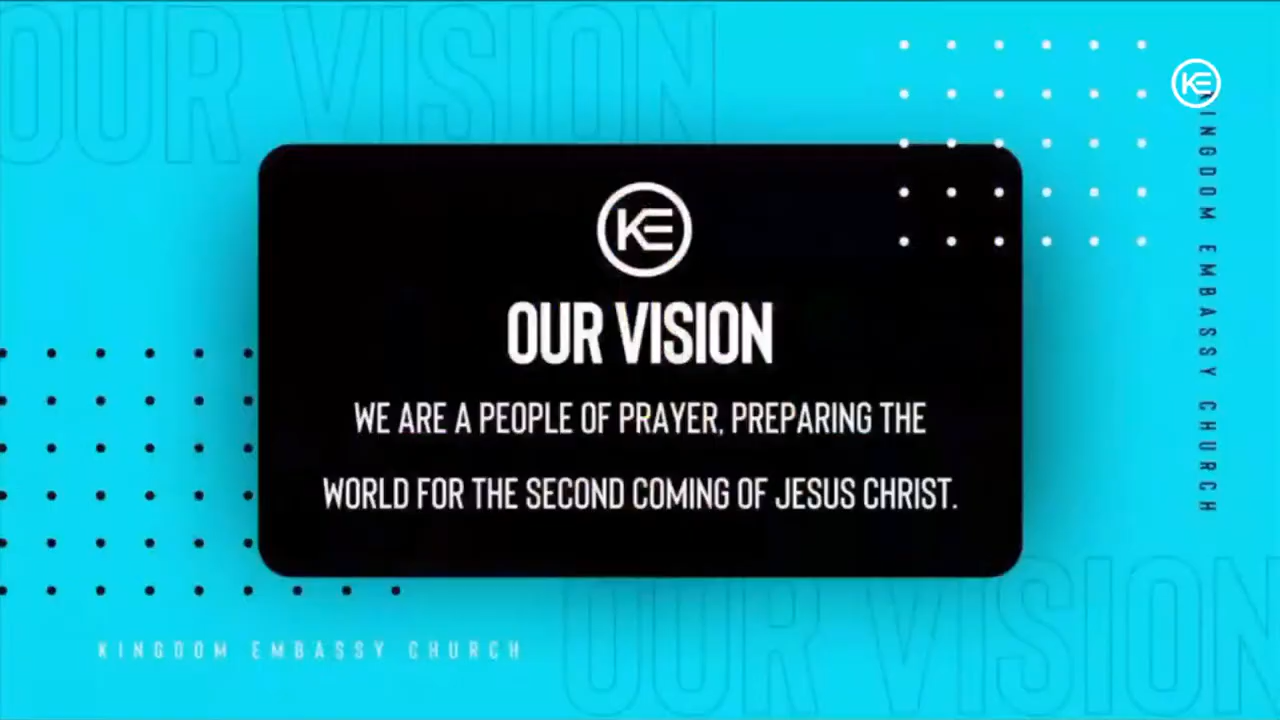 OUR VISION
KE
KINGDOM EMBASSY CHURCH
KE
OUR VISION
WE ARE A PEOPLE OF PRAYER, PREPARING THE
WORLD FOR THE SECOND COMING OF JESUS CHRIST.
KINGDOM EMBASSY CHURCH
OUR VISION